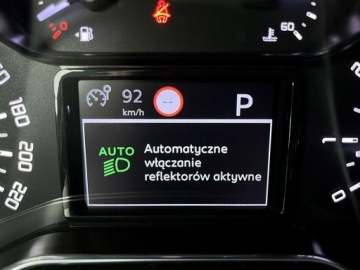 60
92 -- P
km/h
AUTO Automatyczne
włączanie
reflektorów aktywne
180
200
220